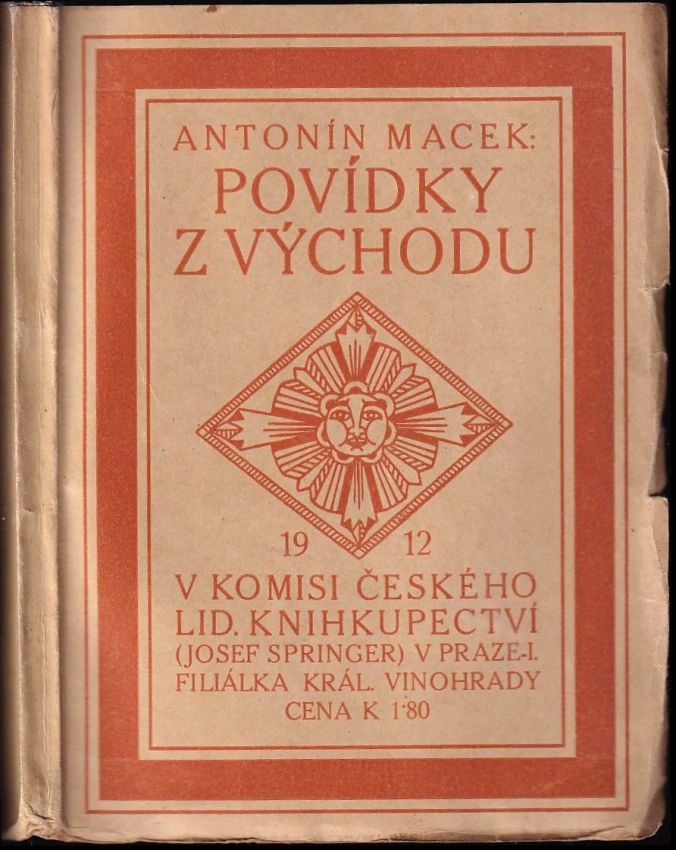 ANTONÍN MACEK:
POVÍDKY
Z VÝCHODU
19 12
V KOMISI ČESKÉHO
LID. KNIHKUPECTVÍ
(JOSEF SPRINGER) V PRAZE-I.
FILIÁLKA KRÁL. VINOHRADY
CENA K 1·80